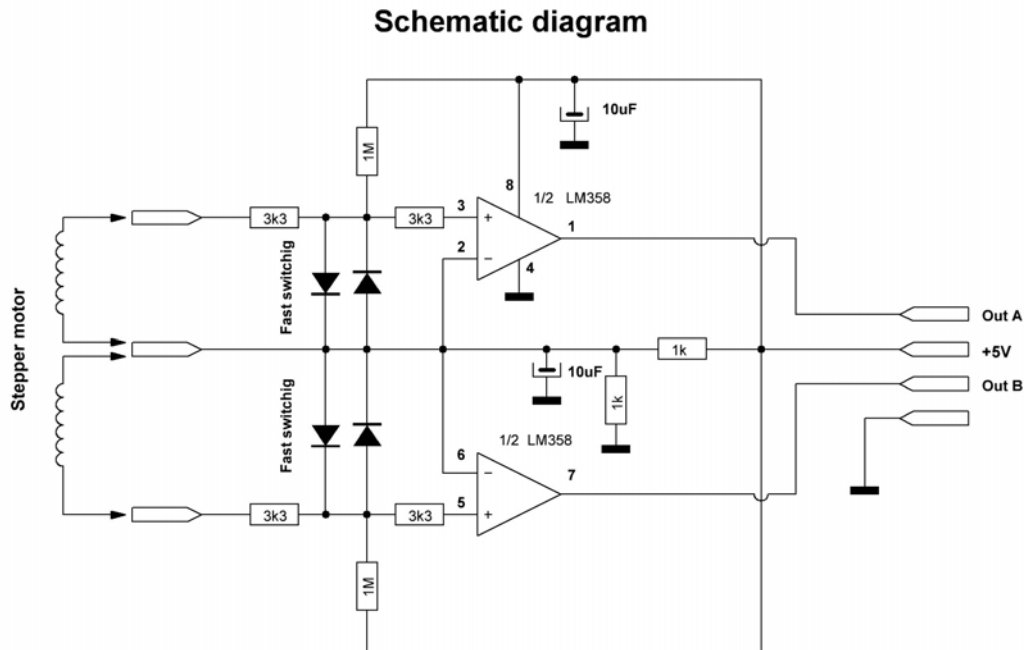 Schematic diagram
10uF
1M
8
1/2 LM358
3k3
3k3
3
+
1
2
−
4
Fast switchig
Stepper motor
Out A
1k
+5V
10uF
Out B
1k
Fast switchig
1/2 LM358
6
−
7
5
+
3k3
3k3
1M